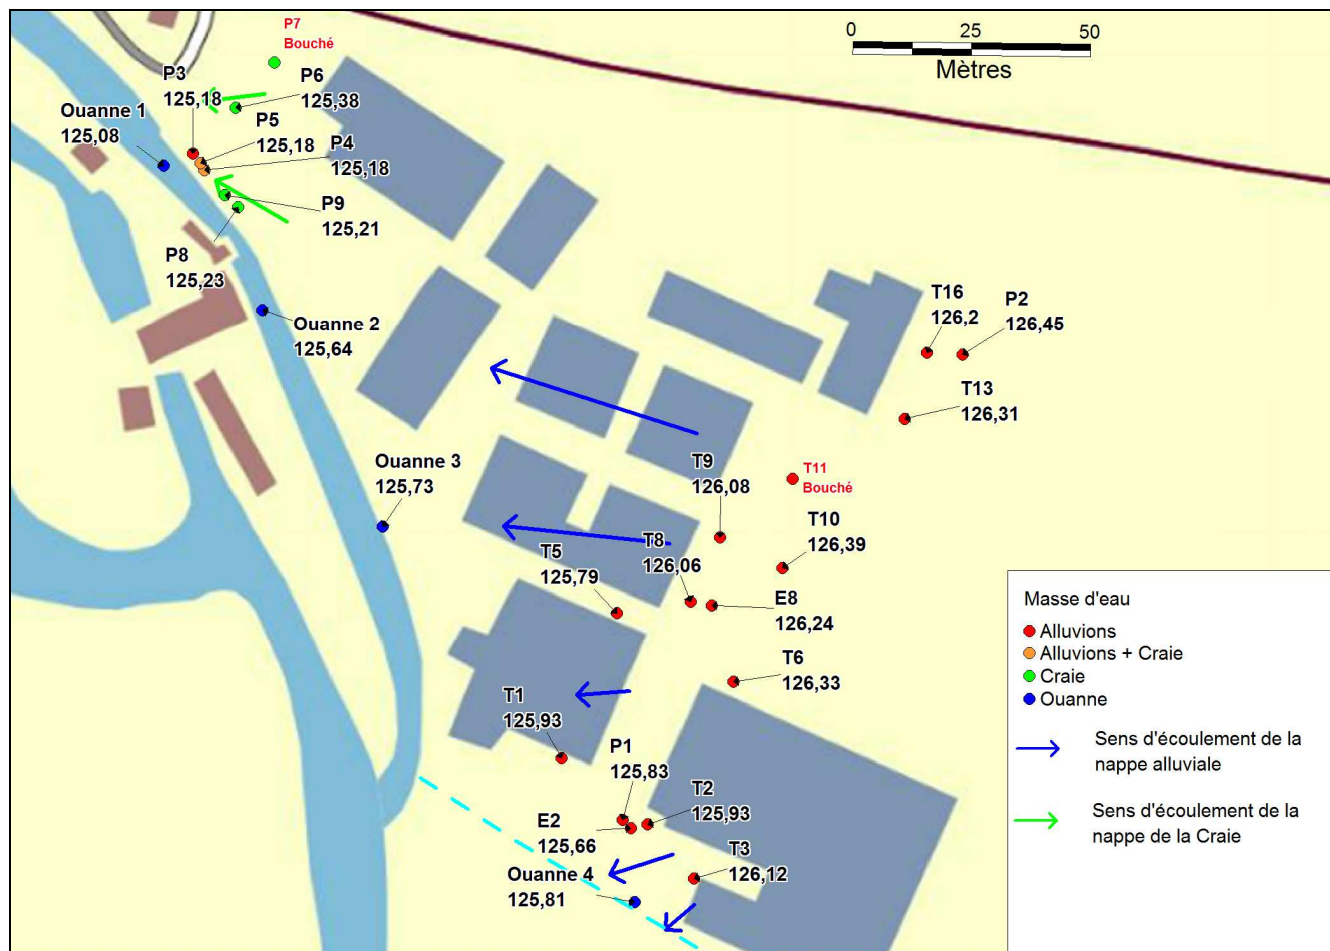 P7
Bouché
0
25
50
Mètres
P3
125,18
P6
125,38
Ouanne 1
125,08
P5
125,18
P4
125,18
P9
125,21
P8
125,23
Ouanne 2
125,64
T16
126,2
P2
126,45
T13
126,31
Ouanne 3
125,73
T9
126,08
T11
Bouché
T10
126,39
T8
126,06
T5
125,79
E8
126,24
T6
126,33
T1
125,93
P1
125,83
T2
125,93
E2
125,66
T3
126,12
Ouanne 4
125,81
Masse d'eau
Alluvions
Alluvions + Craie
Craie
Ouanne
Sens d'écoulement de la
nappe alluviale
Sens d'écoulement de la
nappe de la Craie